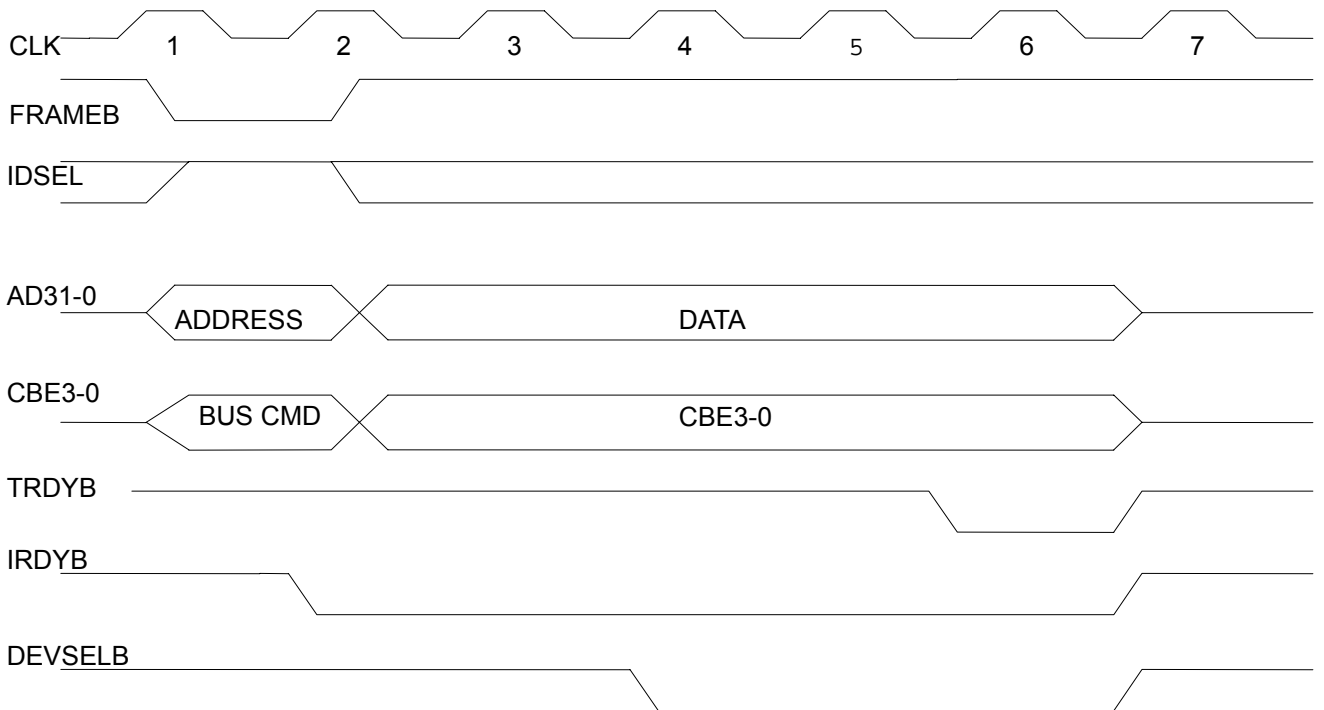 CLK 1 2 3 4 5 6 7
FRAMEB
IDSEL
AD31-0
ADDRESS DATA
CBE3-0
BUS CMD CBE3-0
TRDYB
IRDYB
DEVSELB